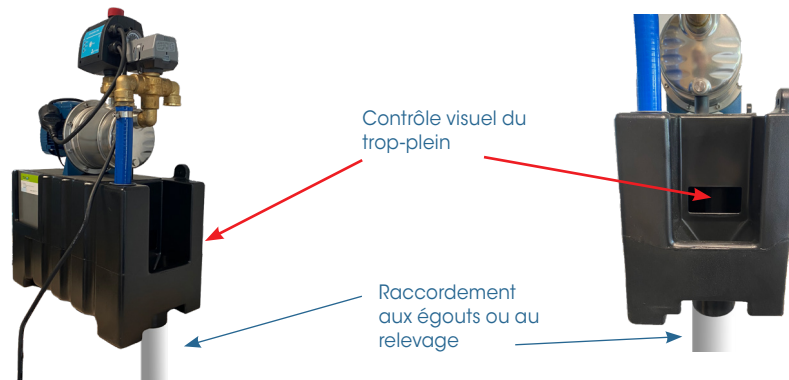 Contrôle visuel du
trop-plein
Raccordement
aux égouts ou au
relevage